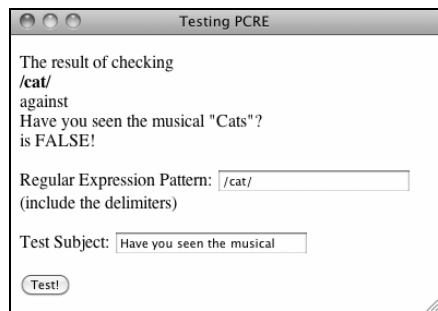 Testing PCRE
The result of checking
/cat/
against
Have you seen the musical "Cats"?
is FALSE!
Regular Expression Pattern: /cat/
(include the delimiters)
Test Subject: Have you seen the musical
Test!